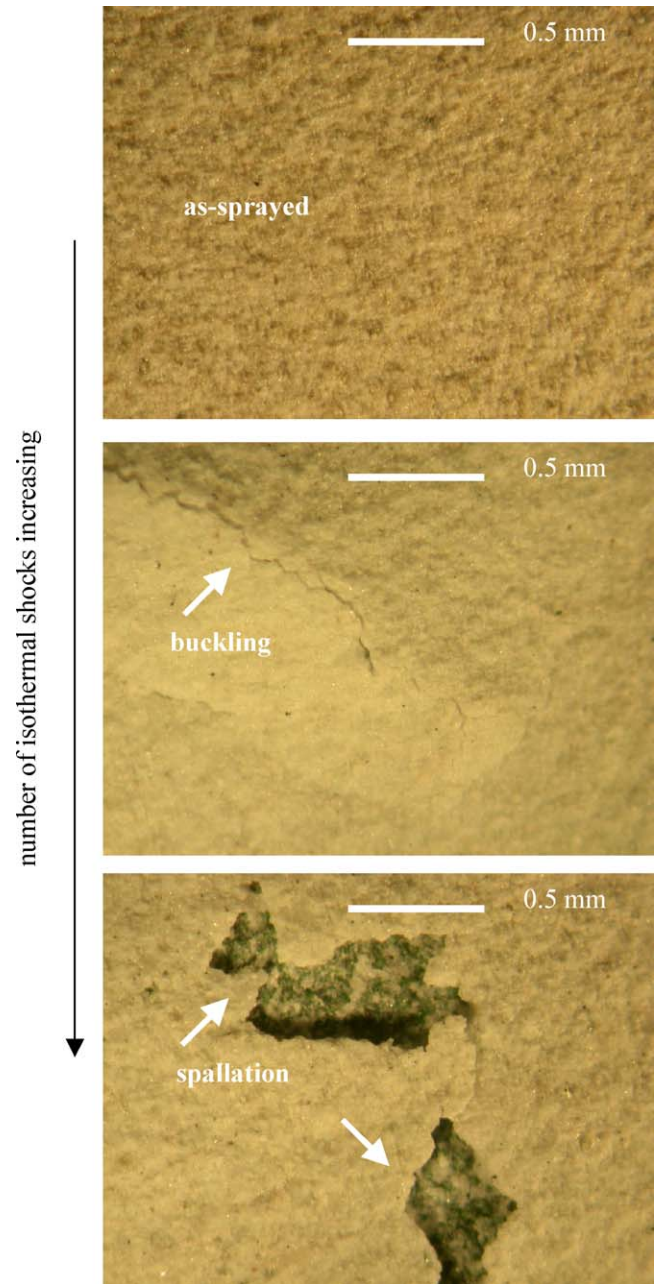 number of isothermal shocks increasing
0.5 mm
as-sprayed
0.5 mm
buckling
0.5 mm
spallation